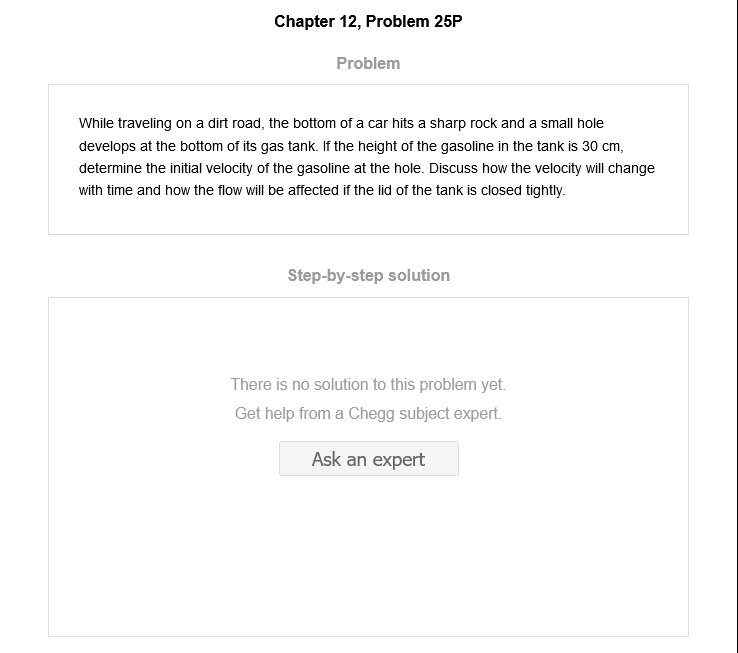 Chapter 12, Problem 25P
Problem
While traveling on a dirt road, the bottom of a car hits a sharp rock and a small hole
develops at the bottom of its gas tank. If the height of the gasoline in the tank is 30 cm,
determine the initial velocity of the gasoline at the hole. Discuss how the velocity will change
with time and how the flow will be affected if the lid of the tank is closed tightly.
Step-by-step solution
There is no solution to this problem yet.
Get help from a Chegg subject expert.
Ask an expert